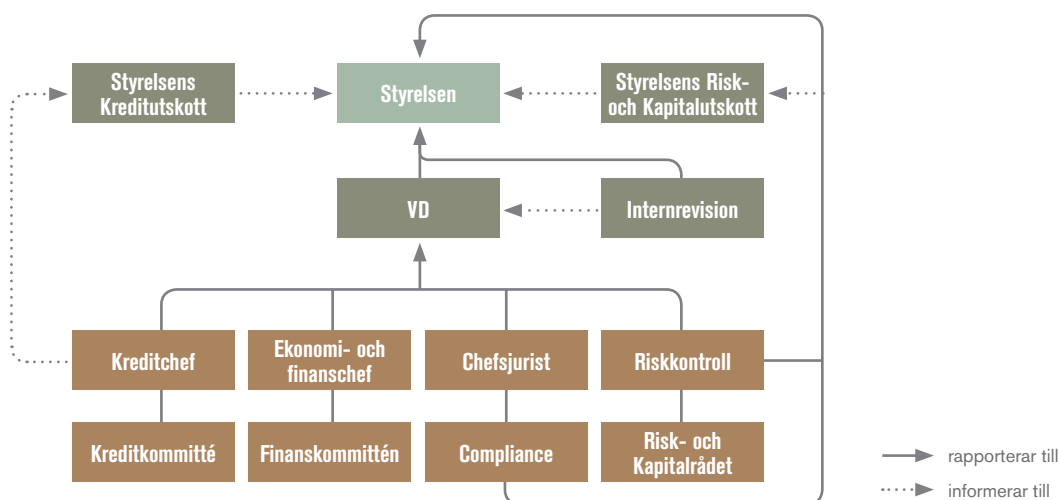 Styrelsens
Kreditutskott
Styrelsen
Styrelsens Risk-
och Kapitalutskott
VD
Internrevision
Kreditchef
Ekonomi- och
finanschef
Chefsjurist
Riskkontroll
Kreditkommitté
Finanskommittén
Compliance
Risk- och
Kapitalrådet
rapporterar till
informerar till